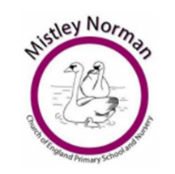 Mistley Norman
Church of England Primary School and Nursery